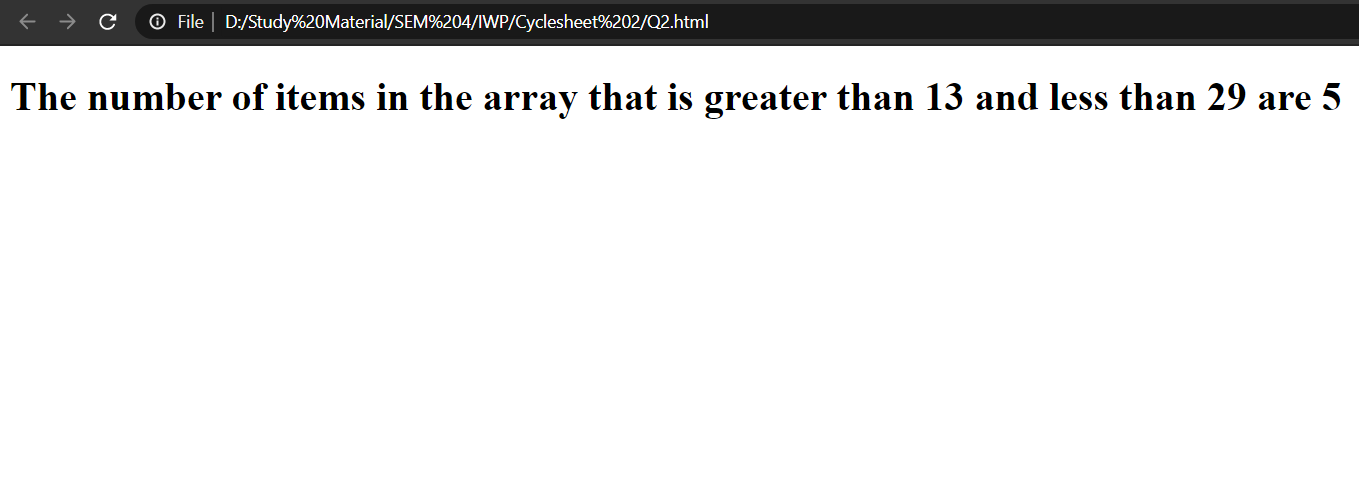 File | D:/Study%20Material/SEM%204/IWP/Cyclesheet%202/Q2.html
The number of items in the array that is greater than 13 and less than 29 are 5